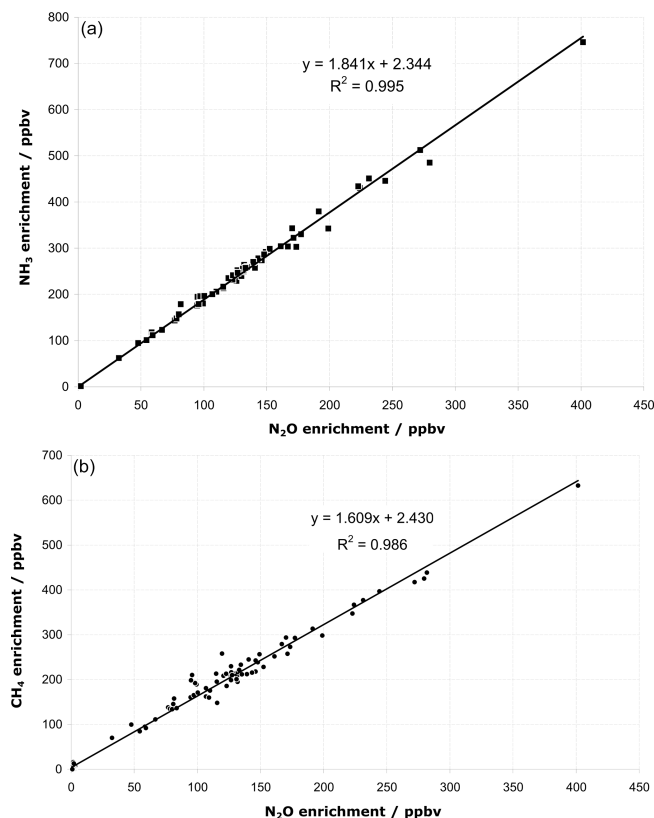 (a)
800
700
600
500
400
300
200
100
0
y = 1.841x + 2.344
R² = 0.995
NH₃ enrichment / ppbv
0 50 100 150 200 250 300 350 400 450
N₂O enrichment / ppbv
(b)
700
600
500
400
300
200
100
0
y = 1.609x + 2.430
R² = 0.986
CH₄ enrichment / ppbv
0 50 100 150 200 250 300 350 400 450
N₂O enrichment / ppbv